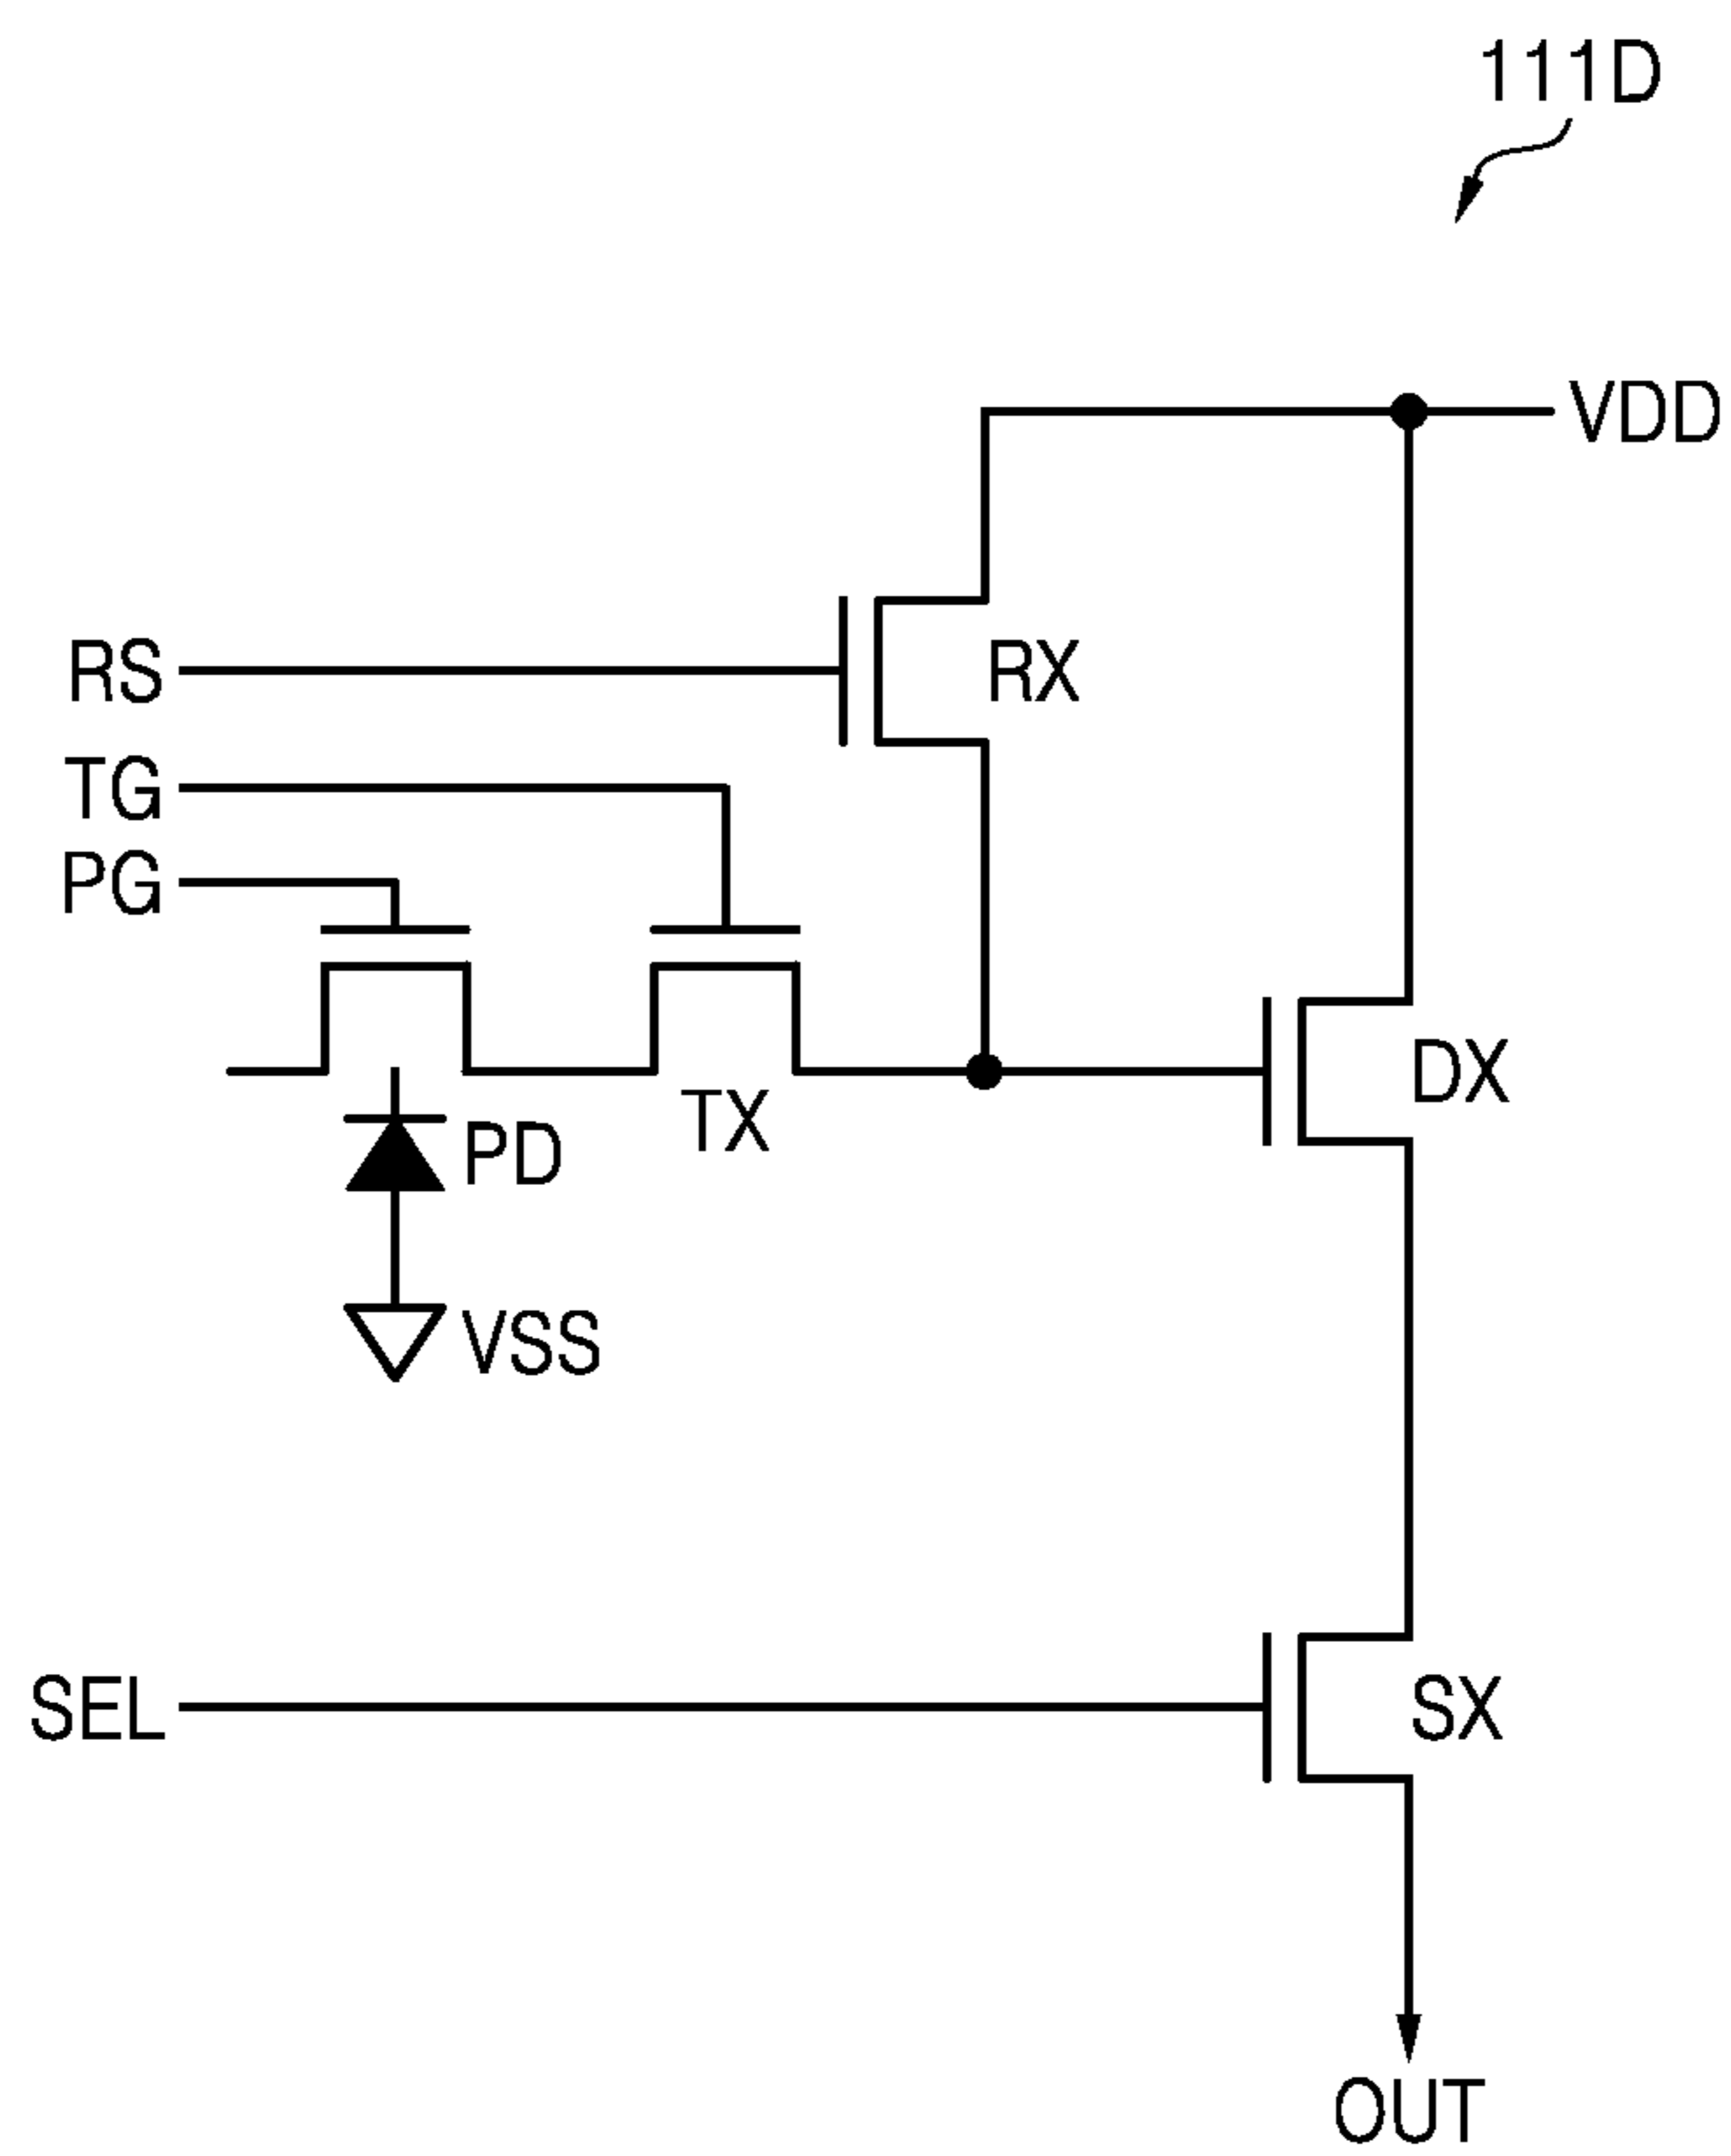 111D
VDD
RS
RX
TG
PG
DX
TX
PD
VSS
SEL
SX
OUT